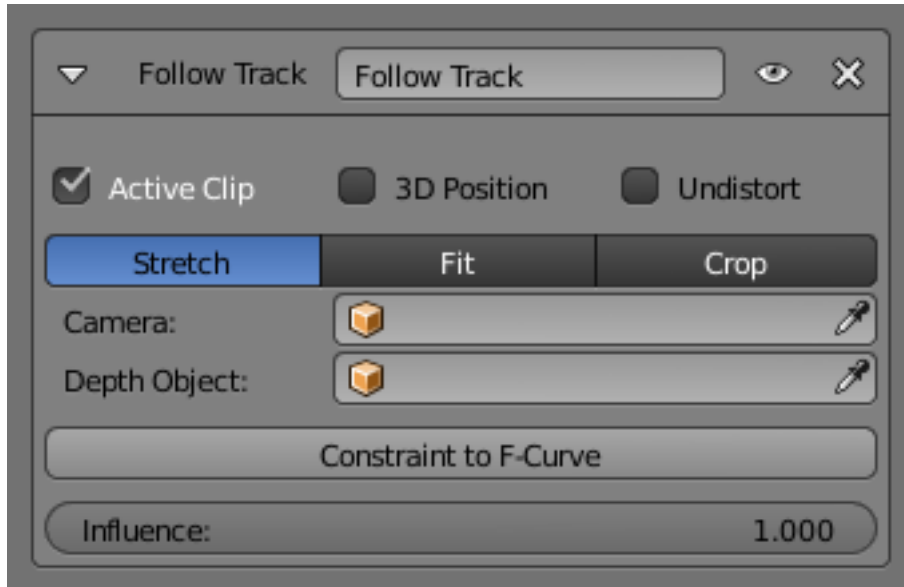 Follow Track Follow Track
Active Clip 3D Position Undistort
Stretch Fit Crop
Camera:
Depth Object:
Constraint to F-Curve
Influence: 1.000